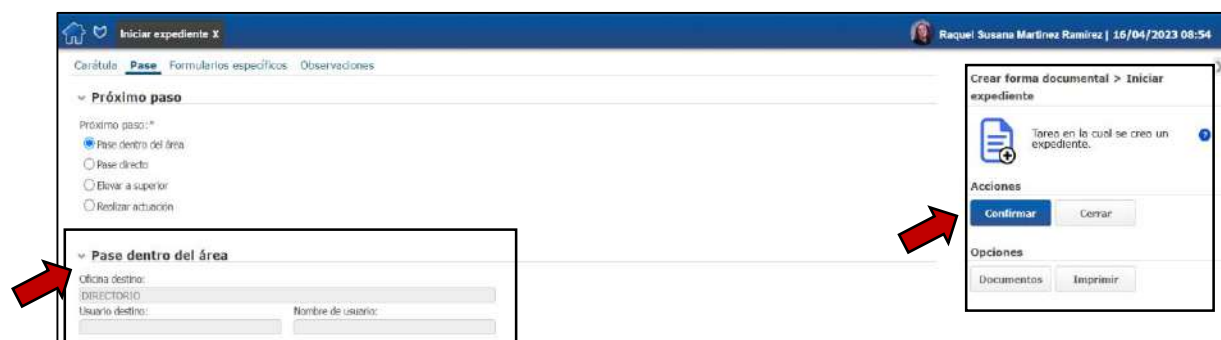 Iniciar expediente X
Raquel Susana Martinez Ramirez | 16/04/2023 08:54
Carátula Pase Formularios específicos Observaciones
Próximo paso
Próximo paso:*
Pase dentro del área
Pase directo
Elevar a superior
Realizar actuación
Pase dentro del área
Oficina destino:
DIRECTORIO
Usuario destino: Nombre de usuario:
Crear forma documental > Iniciar
expediente
Tarea en la cual se crea un
expediente.
?
Acciones
Confirmar Cerrar
Opciones
Documentos Imprimir